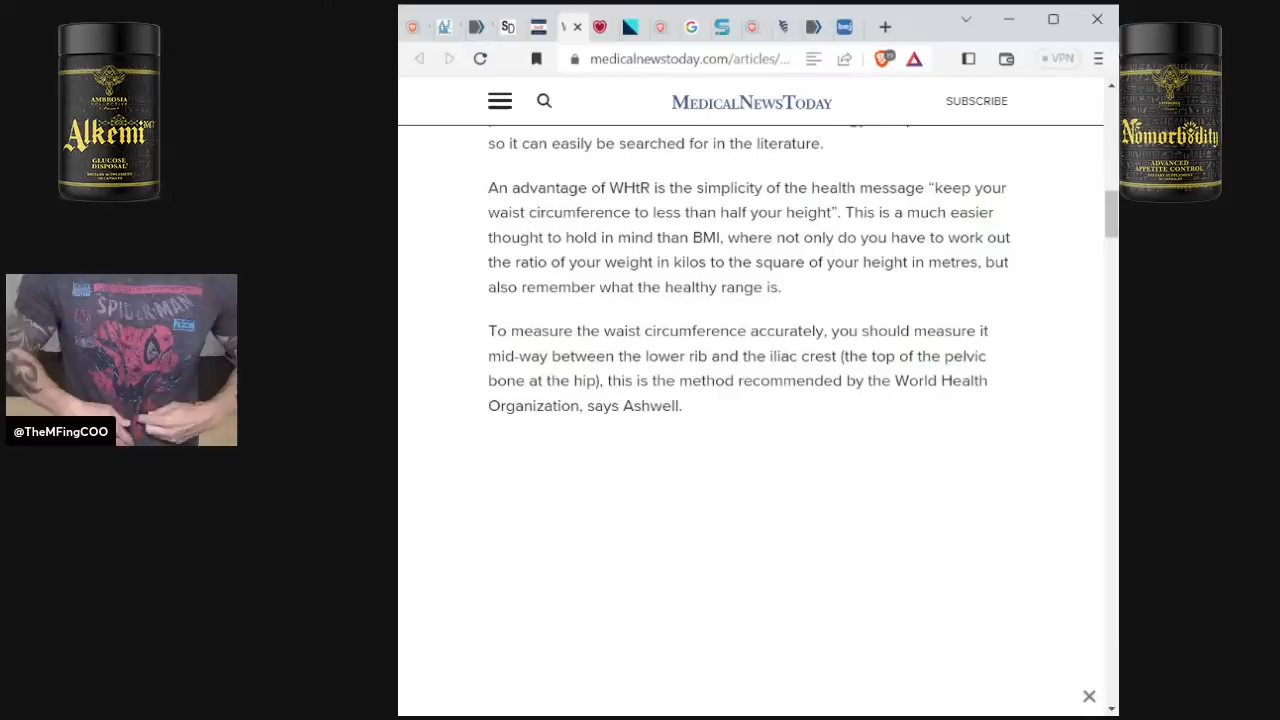 AMBROSIA
COLLECTIVE
Alkemi
GLUCOSE
DISPOSAL
DIETARY SUPPLEMENT
SPIDER-MAN
@TheMFingCOO
medicalnewstoday.com/articles/...
VPN
MEDICALNEWSTODAY
SUBSCRIBE
so it can easily be searched for in the literature.
An advantage of WHtR is the simplicity of the health message “keep your
waist circumference to less than half your height”. This is a much easier
thought to hold in mind than BMI, where not only do you have to work out
the ratio of your weight in kilos to the square of your height in metres, but
also remember what the healthy range is.
To measure the waist circumference accurately, you should measure it
mid-way between the lower rib and the iliac crest (the top of the pelvic
bone at the hip), this is the method recommended by the World Health
Organization, says Ashwell.
Nomorbidity
ADVANCED
APPETITE CONTROL
DIETARY SUPPLEMENT